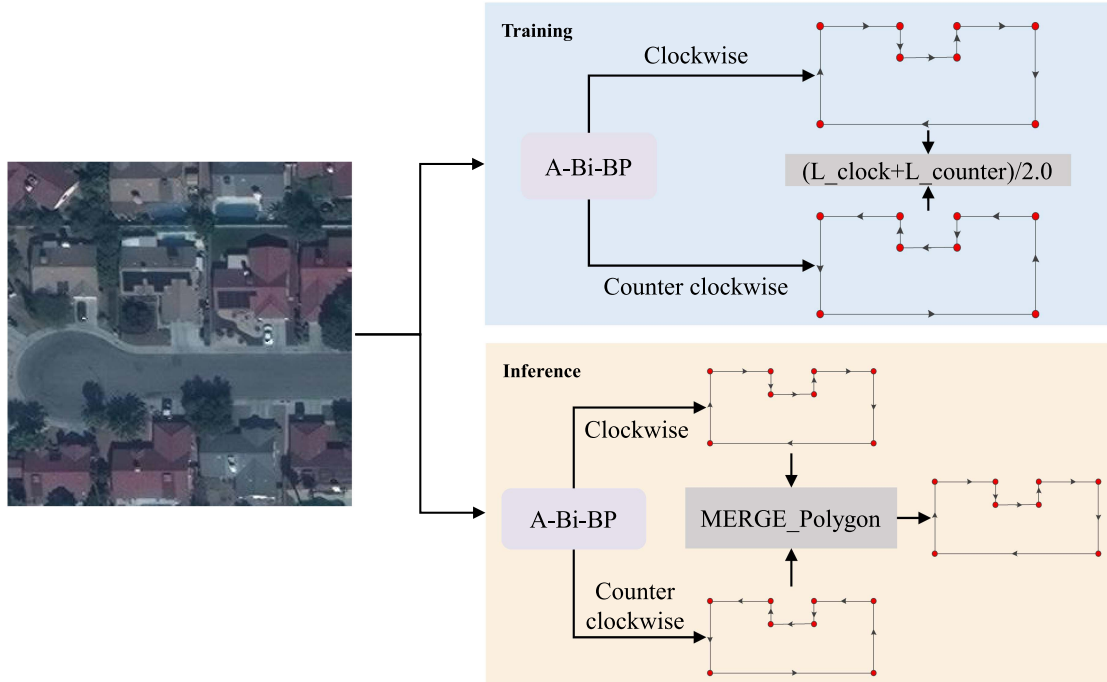 Training
Clockwise
A-Bi-BP
(L_clock+L_counter)/2.0
Counter clockwise
Inference
Clockwise
A-Bi-BP
MERGE_Polygon
Counter
clockwise